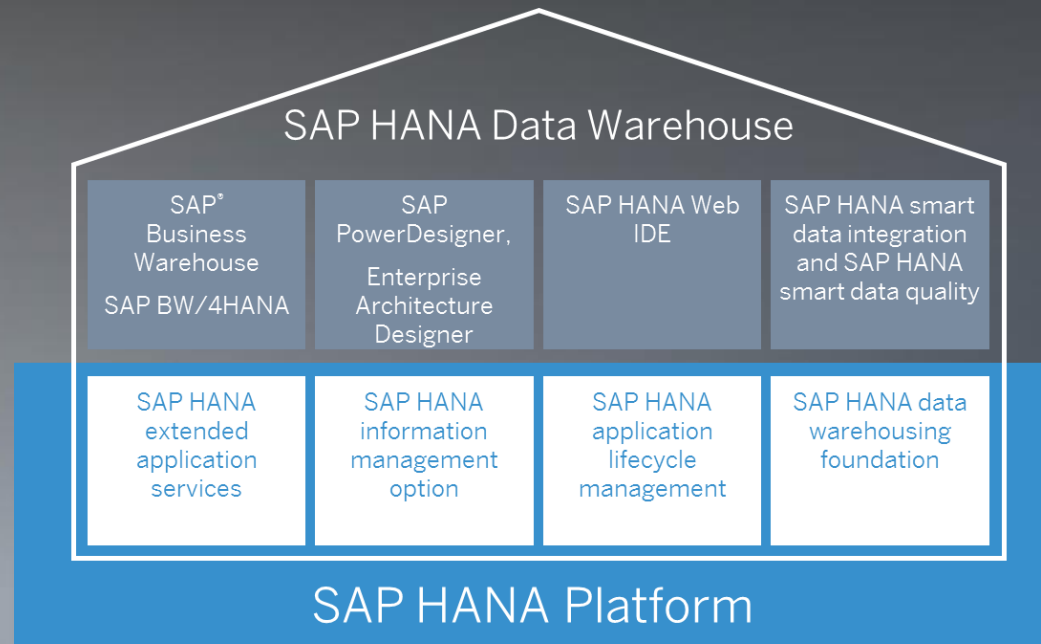 SAP HANA Data Warehouse
SAP®
Business
Warehouse
SAP BW/4HANA
SAP
PowerDesigner,
Enterprise
Architecture
Designer
SAP HANA Web
IDE
SAP HANA smart
data integration
and SAP HANA
smart data quality
SAP HANA
extended
application
services
SAP HANA
information
management
option
SAP HANA
application
lifecycle
management
SAP HANA data
warehousing
foundation
SAP HANA Platform